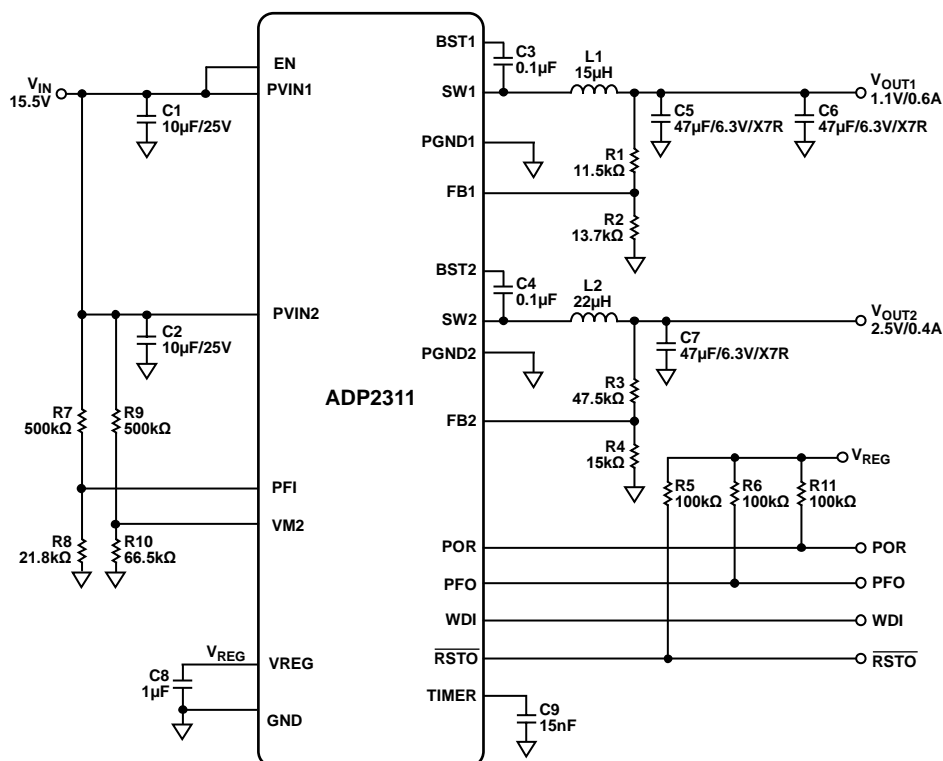 BST1
C3
0.1µF
L1
15µH
EN
VIN
15.5V
PVIN1
SW1
VOUT1
1.1V/0.6A
C1
10µF/25V
C5
47µF/6.3V/X7R
C6
47µF/6.3V/X7R
PGND1
R1
11.5kΩ
FB1
R2
13.7kΩ
BST2
C4
0.1µF
L2
22µH
PVIN2
SW2
VOUT2
2.5V/0.4A
C2
10µF/25V
PGND2
C7
47µF/6.3V/X7R
ADP2311
R3
47.5kΩ
R7
500kΩ
R9
500kΩ
FB2
R4
15kΩ
VREG
R5
100kΩ
R6
100kΩ
R11
100kΩ
PFI
VM2
R8
21.8kΩ
R10
66.5kΩ
POR
POR
PFO
PFO
WDI
WDI
RSTO
RSTO
VREG
VREG
C8
1µF
GND
TIMER
C9
15nF